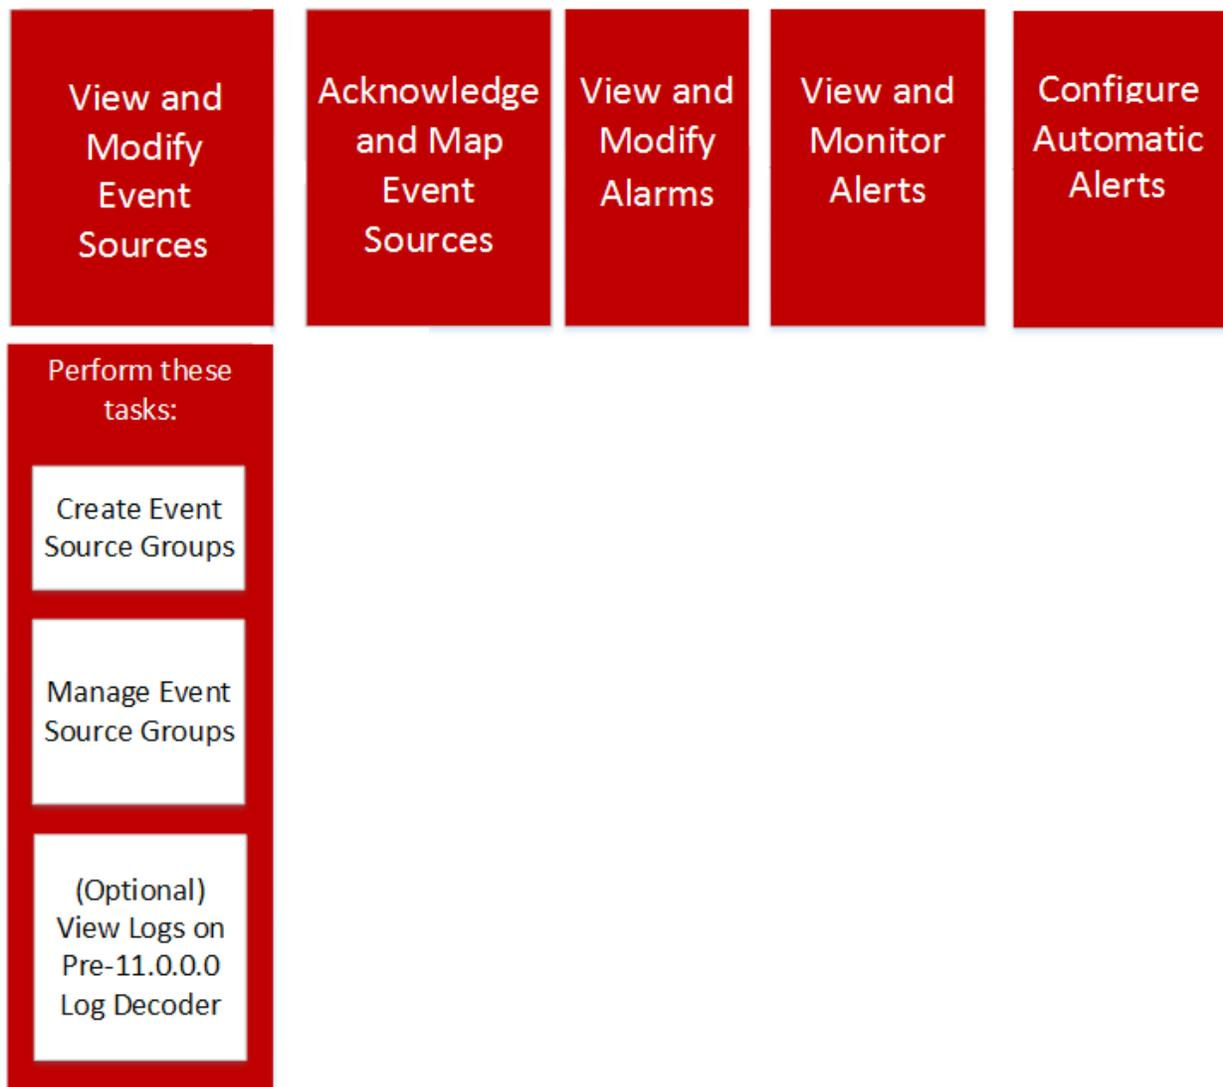 View and
Modify
Event
Sources
Acknowledge
and Map
Event
Sources
View and
Modify
Alarms
View and
Monitor
Alerts
Configure
Automatic
Alerts
Perform these
tasks:
Create Event
Source Groups
Manage Event
Source Groups
(Optional)
View Logs on
Pre-11.0.0.0
Log Decoder